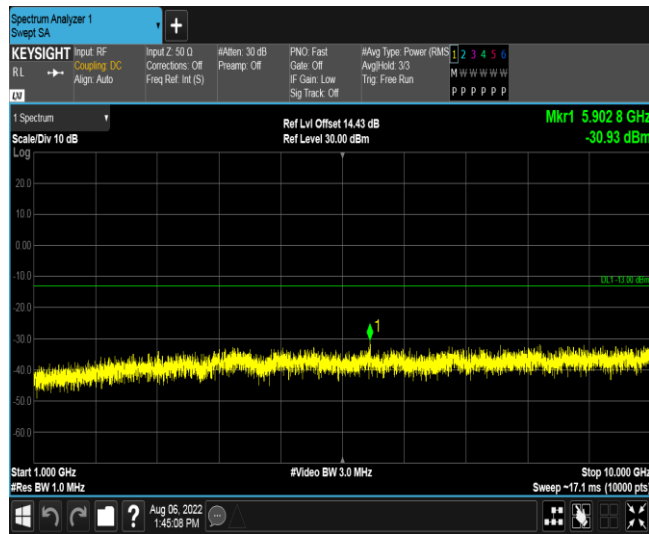 Spectrum Analyzer 1
Swept SA
+
KEYSIGHT Input: RF Input Z: 50 Ω #Atten: 30 dB PNO: Fast #Avg Type: Power (RMS 1 2 3 4 5 6
RL Coupling: DC Corrections: Off Preamp: Off Gate: Off Avg|Hold: 3/3 M W W W W W
Align: Auto Freq Ref: Int (S) IF Gain: Low Trig: Free Run
LXI Sig Track: Off P P P P P P
1 Spectrum Ref Lvl Offset 14.43 dB Mkr1 5.902 8 GHz
Scale/Div 10 dB Ref Level 30.00 dBm -30.93 dBm
Log
20.0
10.0
0.00
-10.0 DL1 -13.00 dBm
-20.0
1
-30.0
-40.0
-50.0
-60.0
Start 1.000 GHz #Video BW 3.0 MHz Stop 10.000 GHz
#Res BW 1.0 MHz Sweep ~17.1 ms (10000 pts
? Aug 06, 2022
1:45:08 PM